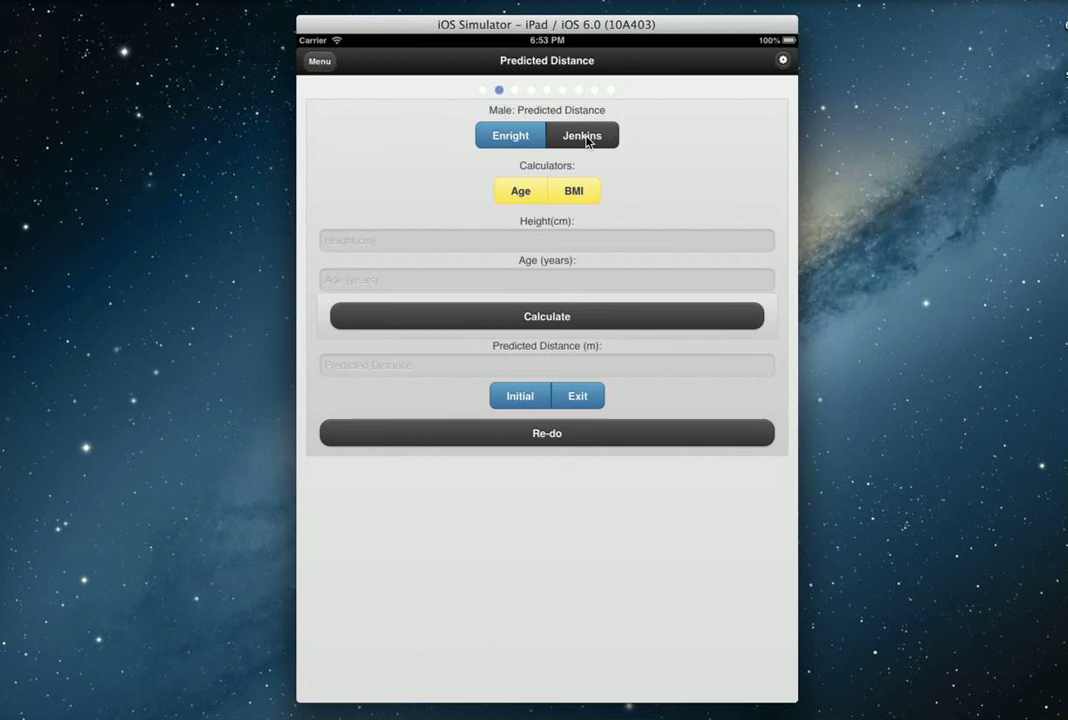 iOS Simulator – iPad / iOS 6.0 (10A403)
Carrier 6:53 PM 100%
Menu Predicted Distance
Male: Predicted Distance
Enright Jenkins
Calculators:
Age BMI
Height(cm):
Height(cm)
Age (years):
Age (years)
Calculate
Predicted Distance (m):
Predicted Distance
Initial Exit
Re-do